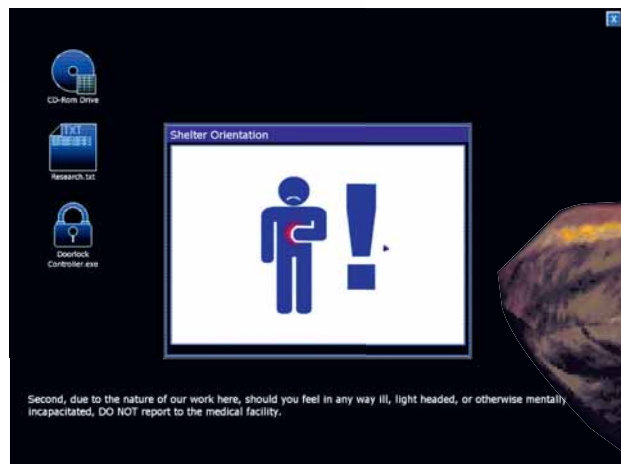 X
CD-Rom Drive
TXT
Research.txt
Doorlock
Controller.exe
Shelter Orientation
!
Second, due to the nature of our work here, should you feel in any way ill, light headed, or otherwise mentally
incapacitated, DO NOT report to the medical facility.